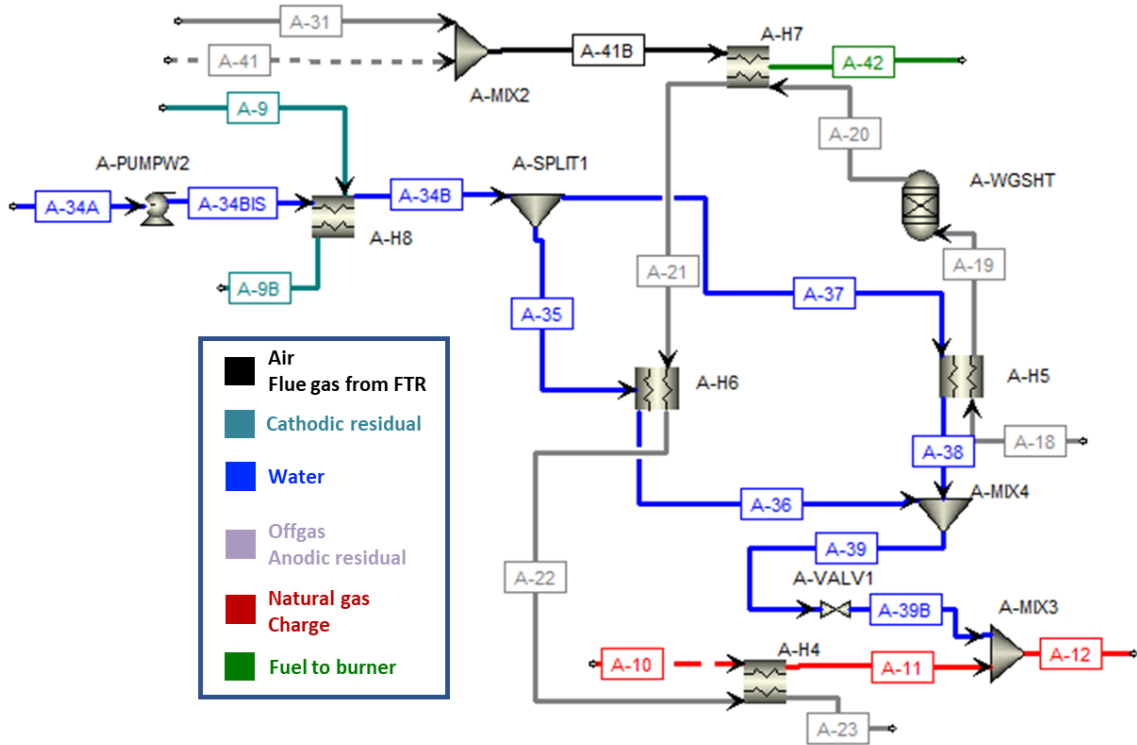 A-31
A-H7
A-41B
A-42
A-41
A-MIX2
A-9
A-20
A-PUMPW2
A-SPLIT1
A-WGSHT
A-34A
A-34BIS
A-34B
A-H8
A-21
A-19
A-9B
A-37
A-35
Air
Flue gas from FTR
A-H6
A-H5
Cathodic residual
A-18
A-38
Water
A-MIX4
A-36
Offgas
Anodic residual
A-39
A-22
A-VALV1
Natural gas
Charge
A-39B
A-MIX3
A-H4
Fuel to burner
A-10
A-11
A-12
A-23